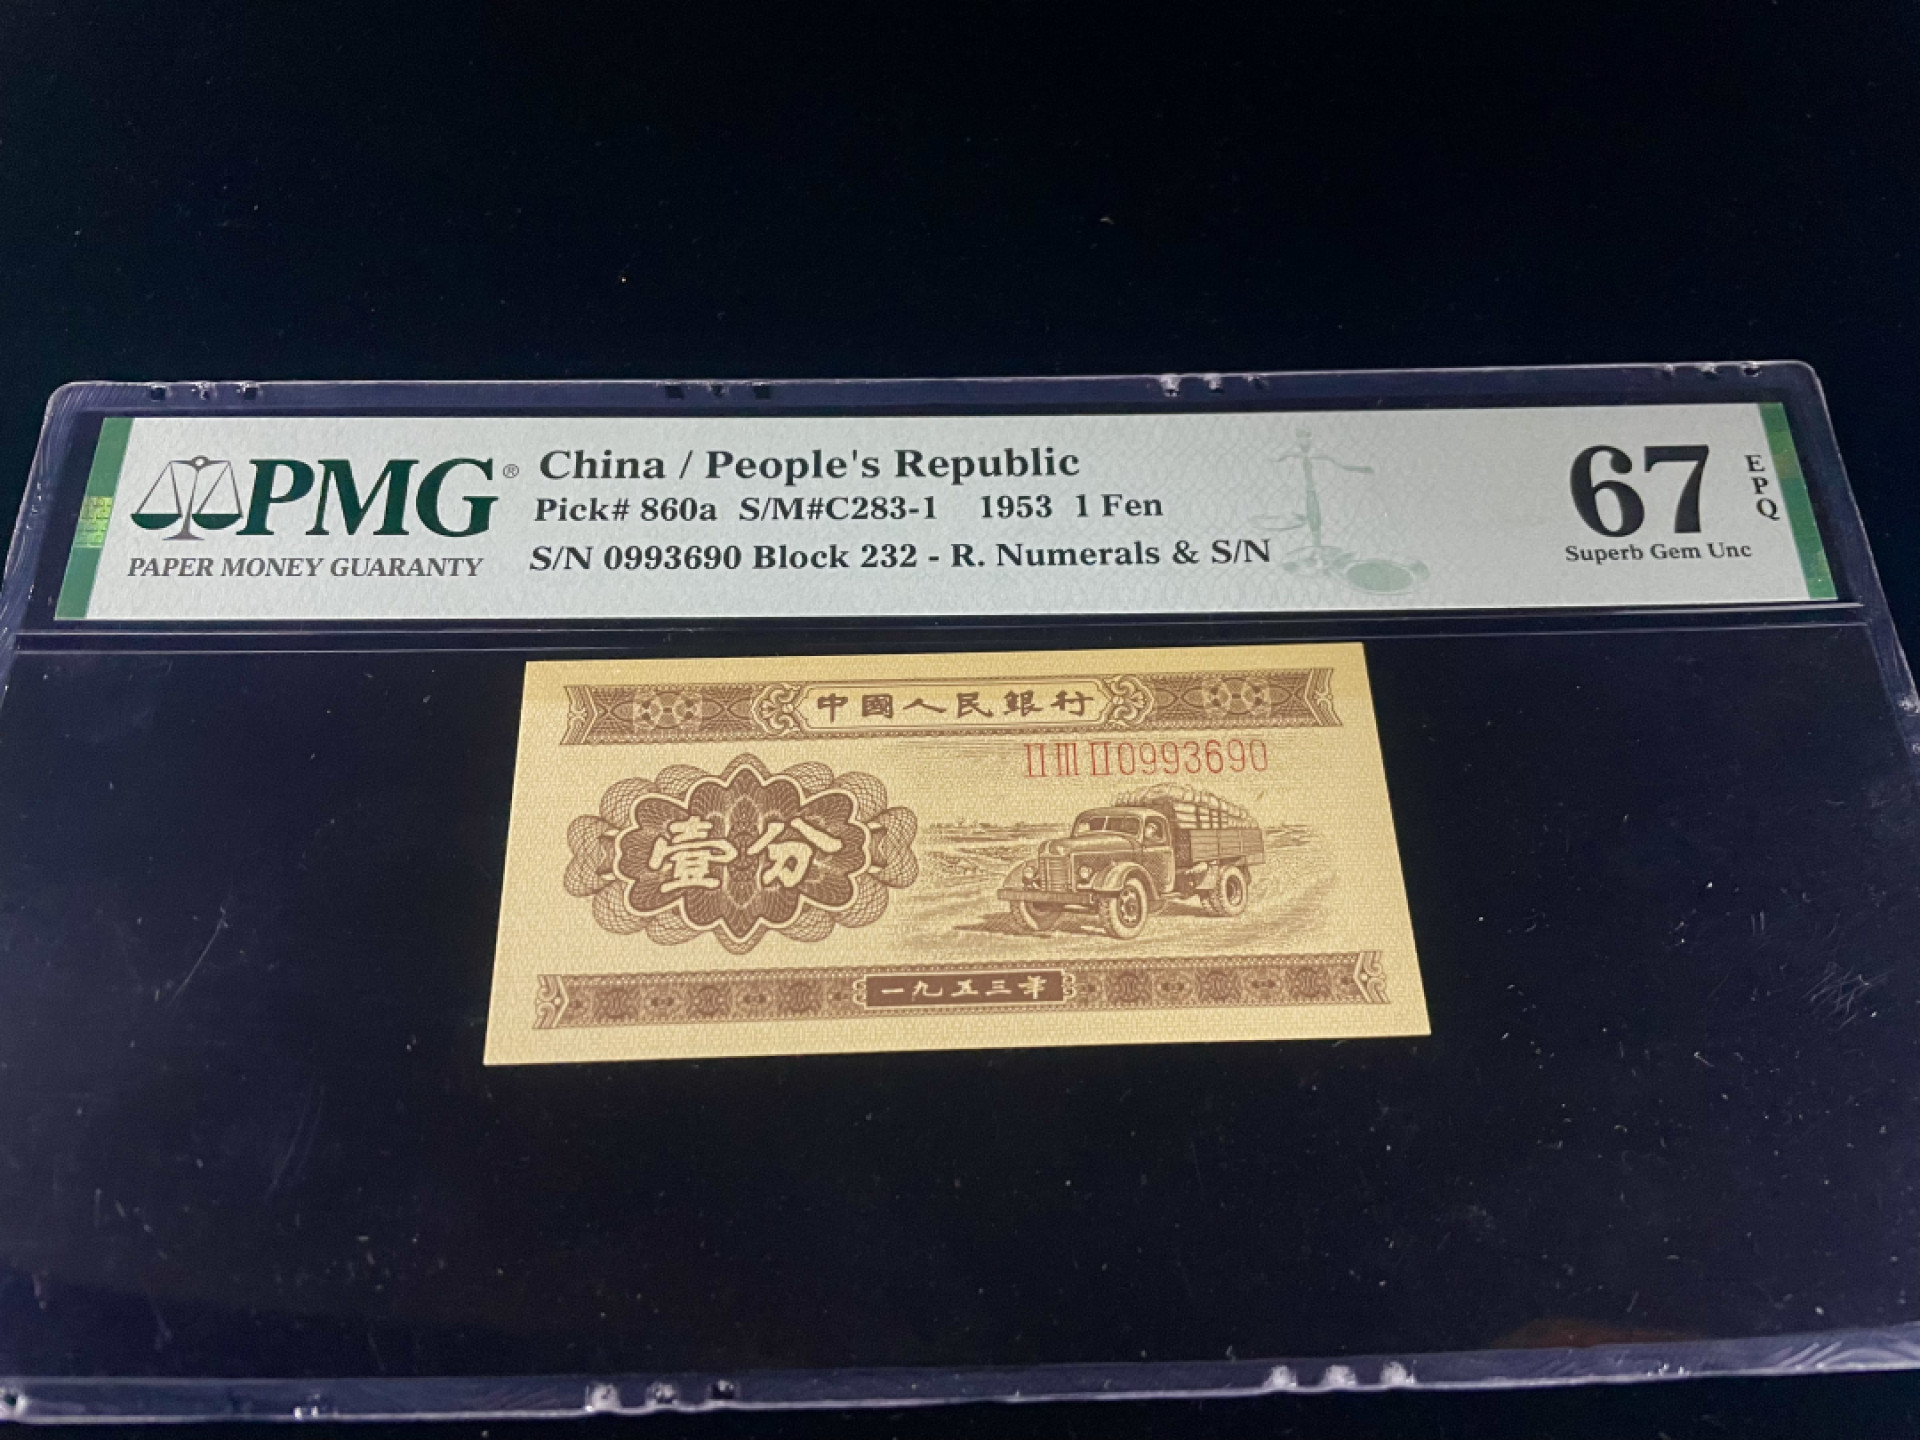 PMG®
PAPER MONEY GUARANTY
China / People's Republic
Pick# 860a S/M#C283-1 1953 1 Fen
S/N 0993690 Block 232 - R. Numerals & S/N
67
EPQ
Superb Gem Unc
中國人民銀行
II III II 0993690
壹分
一九五三年